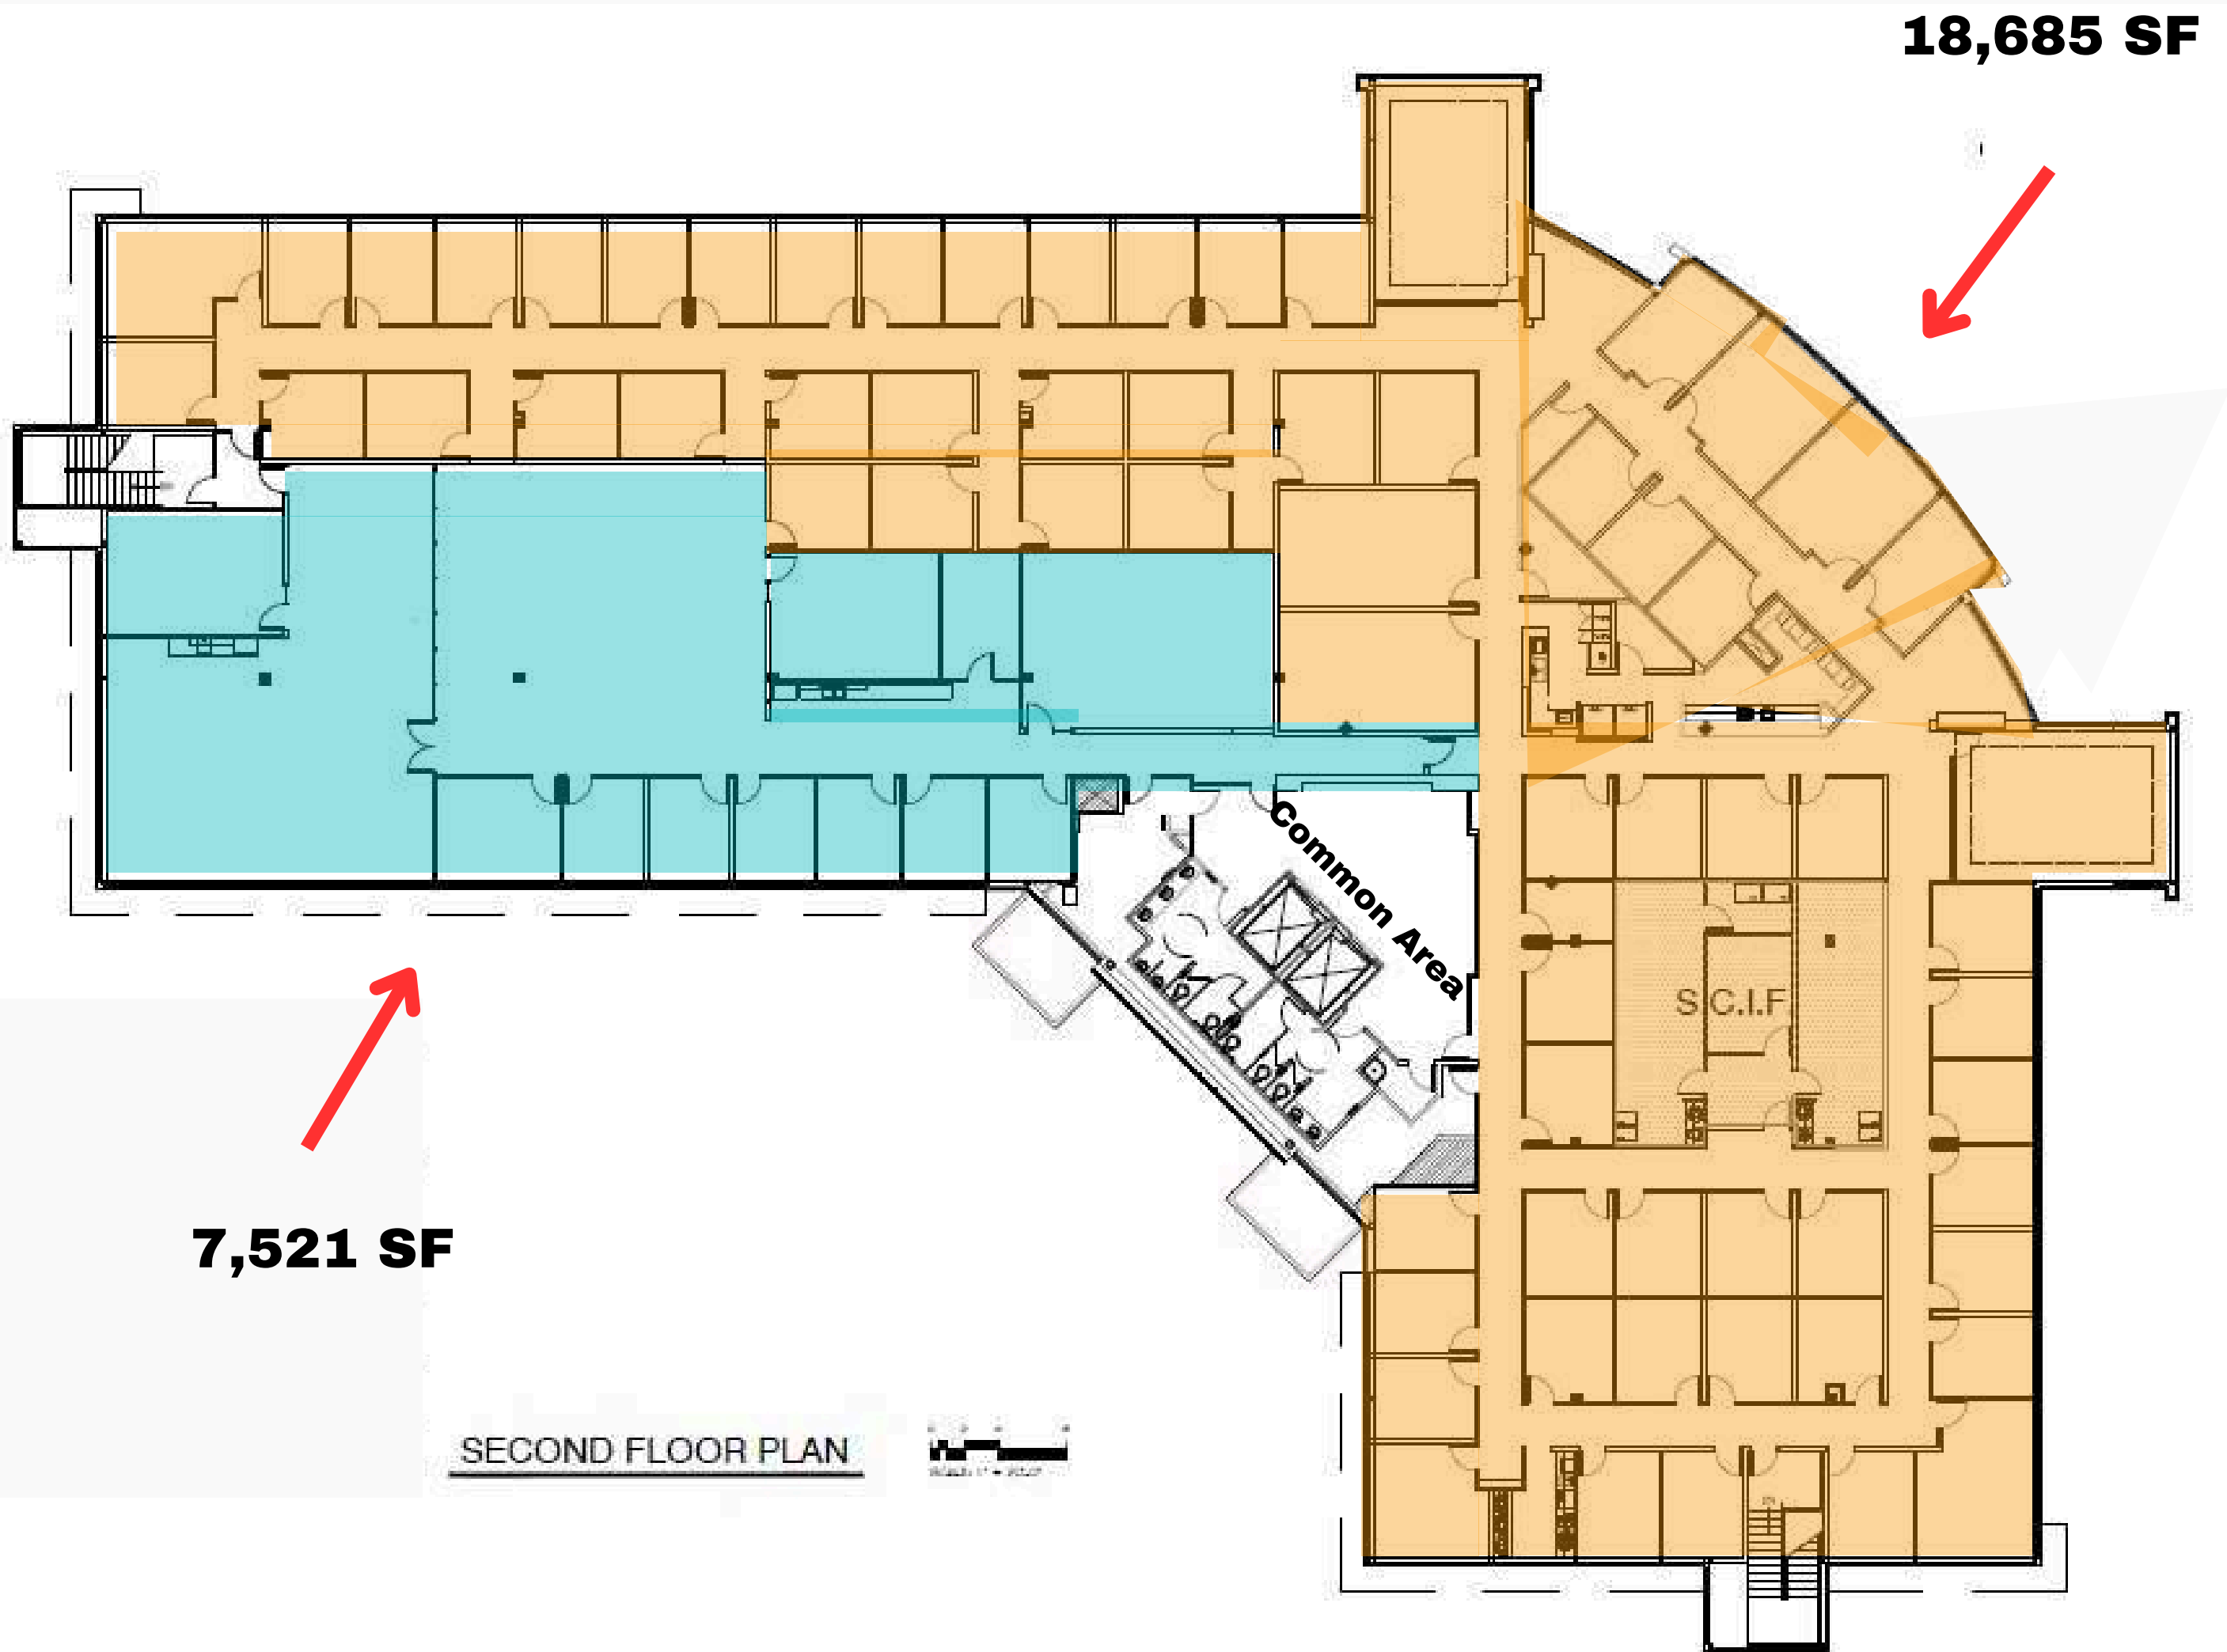 18,685 SF
Common Area
S.C.I.F.
7,521 SF
SECOND FLOOR PLAN